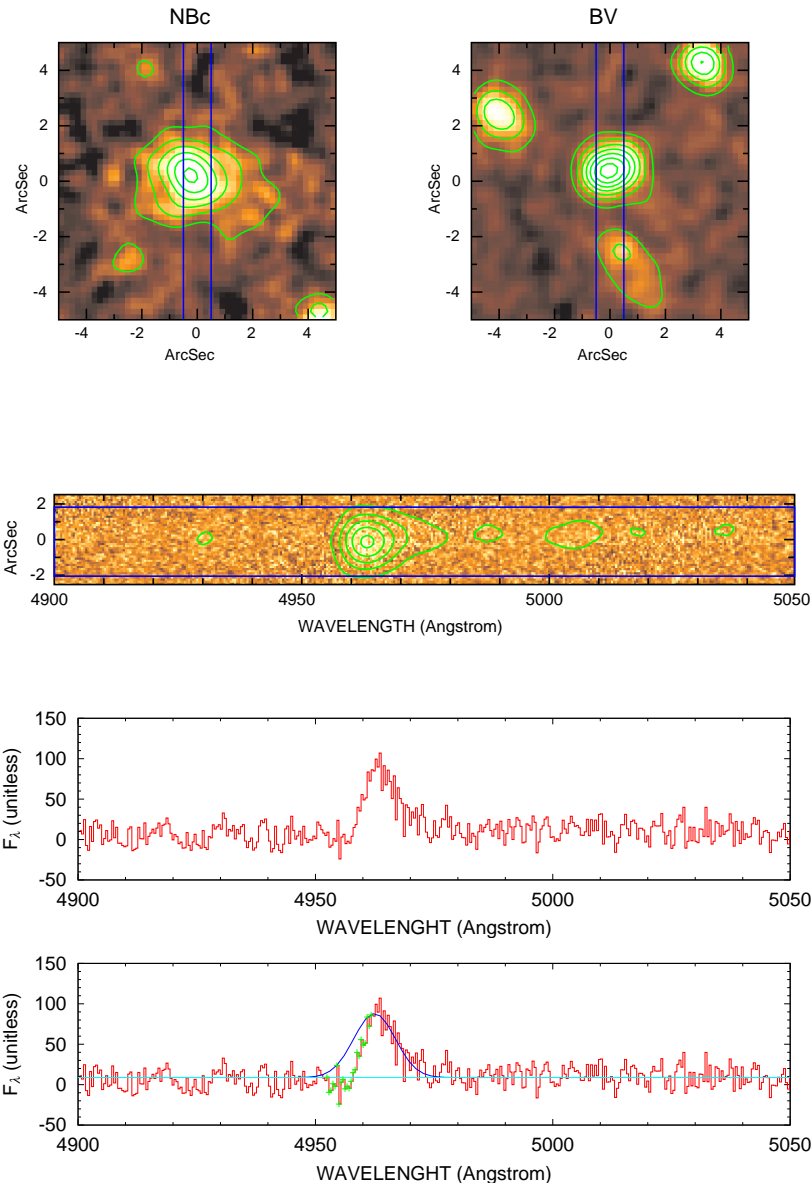 NBc
BV
4
2
0
-2
-4
ArcSec
-4 -2 0 2 4
ArcSec
4
2
0
-2
-4
ArcSec
-4 -2 0 2 4
ArcSec
2
0
-2
ArcSec
4900 4950 5000 5050
WAVELENGTH (Angstrom)
150
100
50
0
-50
Fλ (unitless)
4900 4950 5000 5050
WAVELENGHT (Angstrom)
150
100
50
0
-50
Fλ (unitless)
4900 4950 5000 5050
WAVELENGHT (Angstrom)